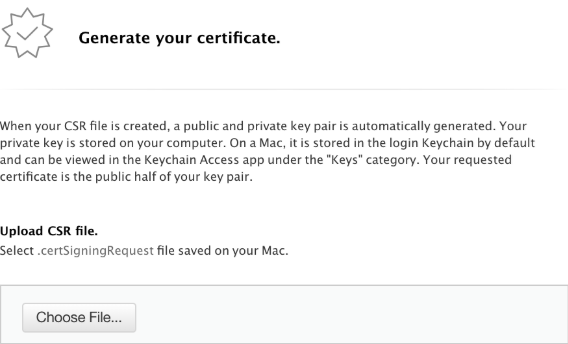 Generate your certificate.
When your CSR file is created, a public and private key pair is automatically generated. Your
private key is stored on your computer. On a Mac, it is stored in the login Keychain by default
and can be viewed in the Keychain Access app under the "Keys" category. Your requested
certificate is the public half of your key pair.
Upload CSR file.
Select .certSigningRequest file saved on your Mac.
Choose File...